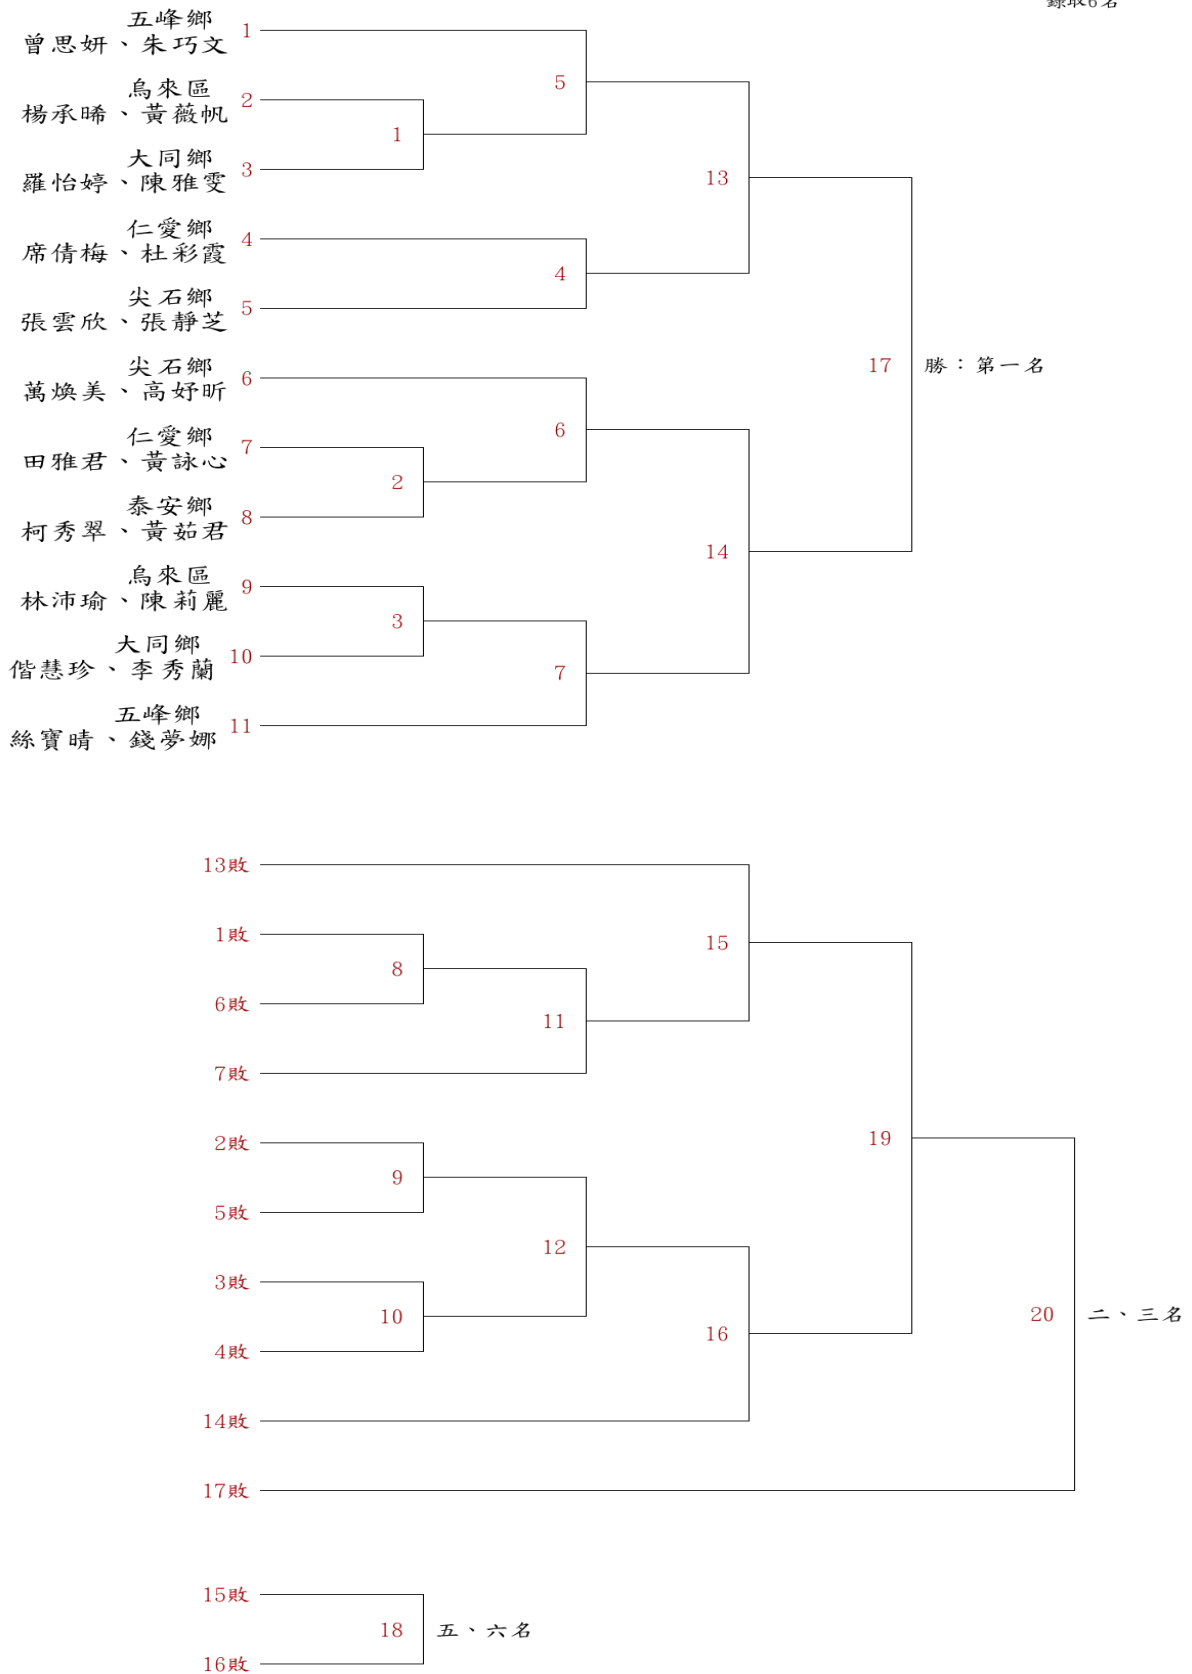 錄取6名
五峰鄉
曾思妍、朱巧文
1
烏來區
楊承晞、黃薇帆
2
大同鄉
羅怡婷、陳雅雯
3
仁愛鄉
席倩梅、杜彩霞
4
尖石鄉
張雲欣、張靜芝
5
尖石鄉
萬煥美、高妤昕
6
仁愛鄉
田雅君、黃詠心
7
泰安鄉
柯秀翠、黃茹君
8
烏來區
林沛瑜、陳莉麗
9
大同鄉
偕慧珍、李秀蘭
10
五峰鄉
絲寶晴、錢夢娜
11
1
2
3
5
4
6
7
13
14
17 勝：第一名
13敗
1敗
6敗
7敗
2敗
5敗
3敗
4敗
14敗
17敗
8
9
10
11
12
15
16
19
20 二、三名
15敗
18 五、六名
16敗